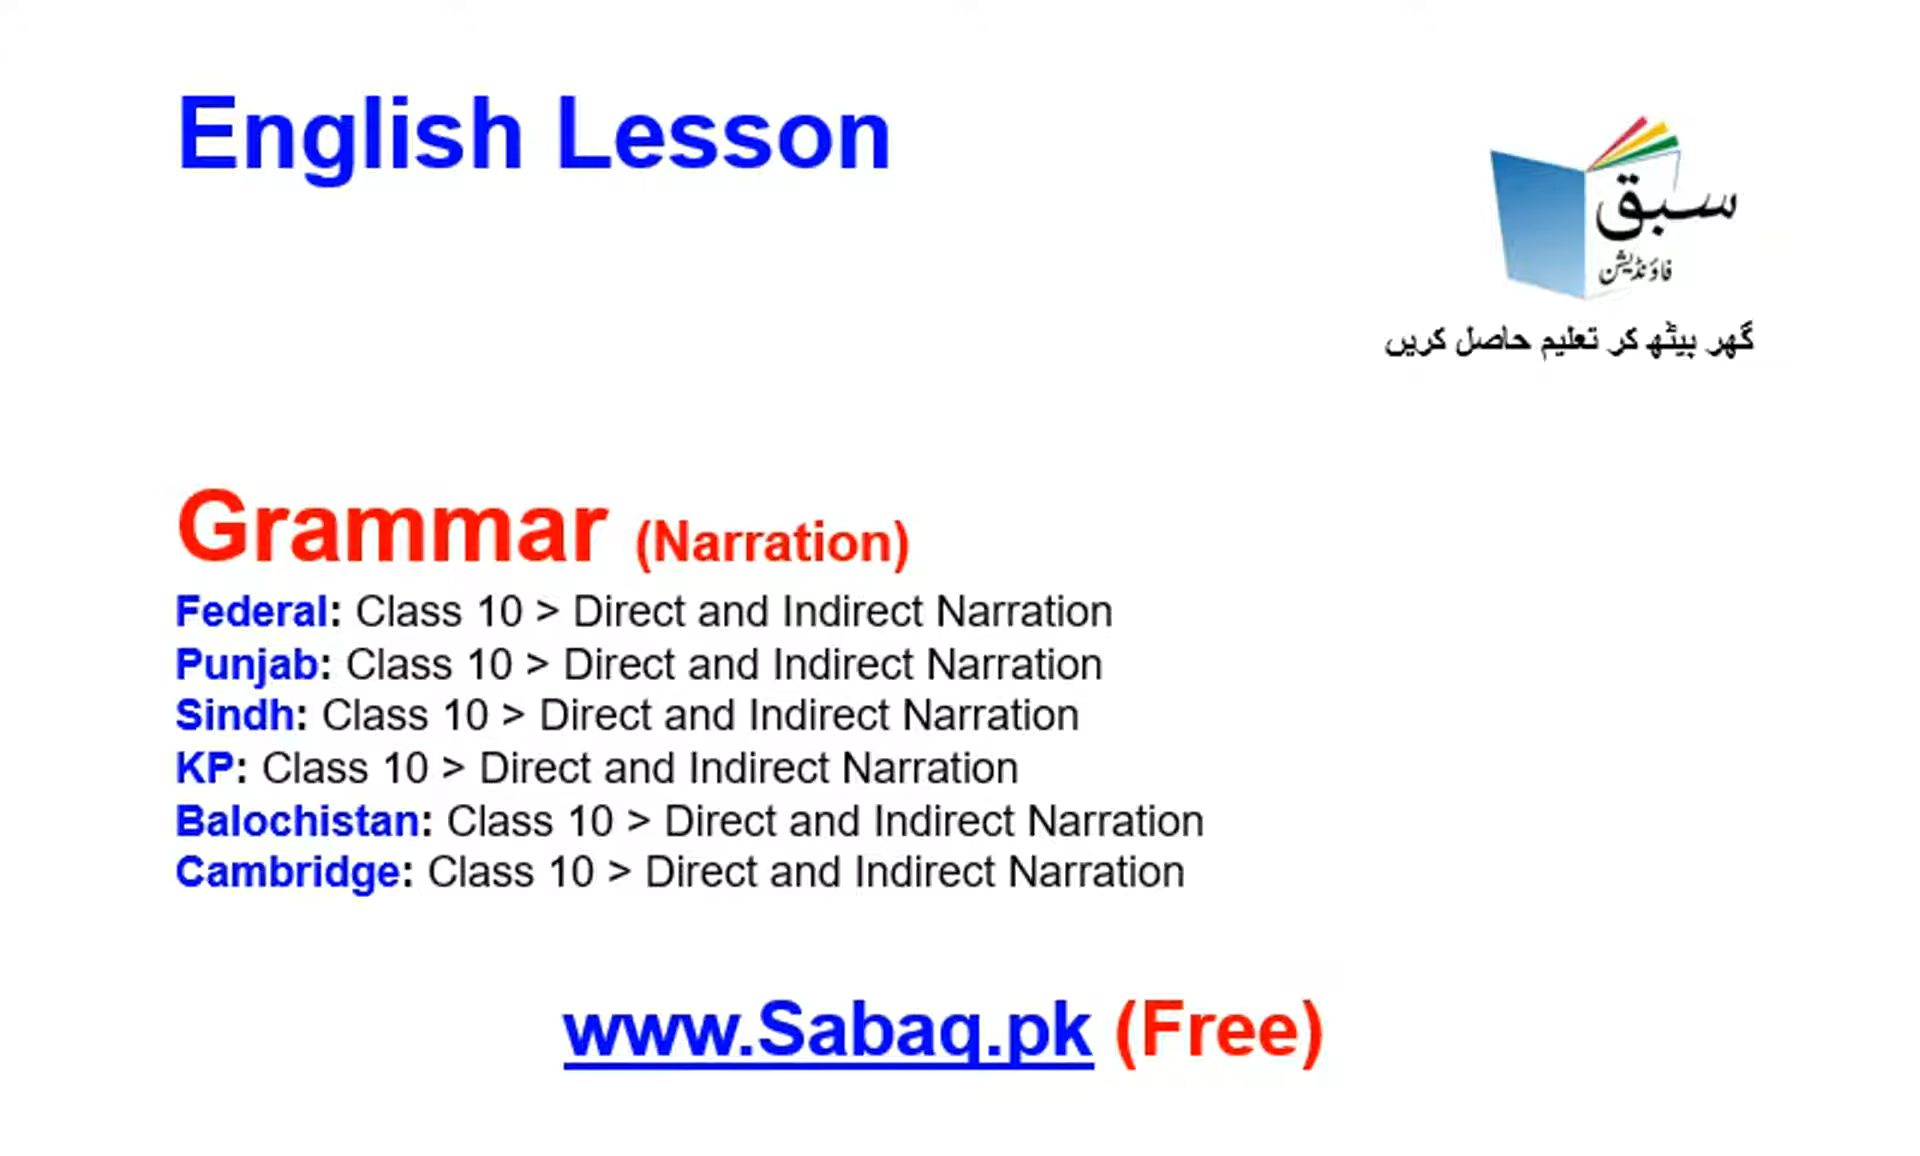 English Lesson
سبق
فاؤنڈیشن
گھر بیٹھ کر تعلیم حاصل کریں
Grammar (Narration)
Federal: Class 10 > Direct and Indirect Narration
Punjab: Class 10 > Direct and Indirect Narration
Sindh: Class 10 > Direct and Indirect Narration
KP: Class 10 > Direct and Indirect Narration
Balochistan: Class 10 > Direct and Indirect Narration
Cambridge: Class 10 > Direct and Indirect Narration
www.Sabaq.pk (Free)